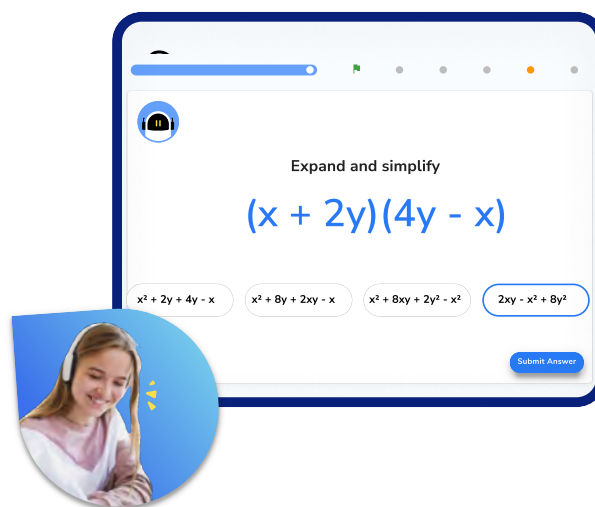 Expand and simplify
(x + 2y)(4y - x)
x² + 2y + 4y - x
x² + 8y + 2xy - x
x² + 8xy + 2y² - x²
2xy - x² + 8y²
Submit Answer